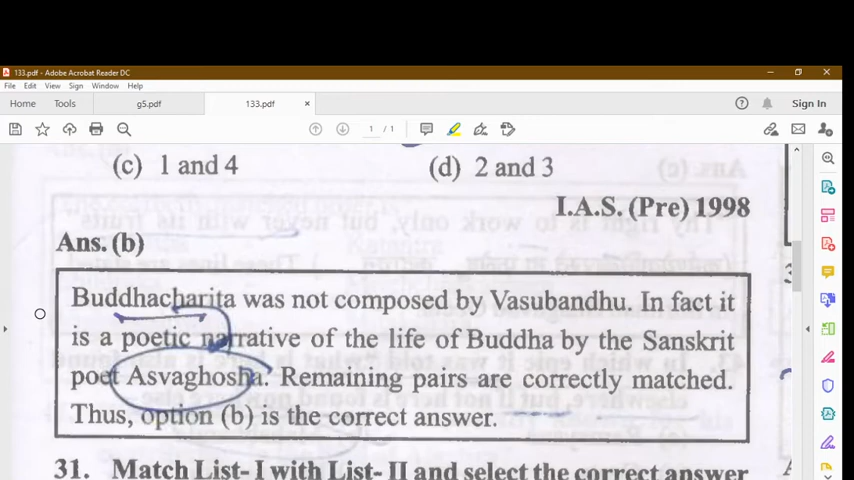 133.pdf - Adobe Acrobat Reader DC
File Edit View Sign Window Help
Home Tools g5.pdf 133.pdf × Sign In
1 / 1
(c) 1 and 4 (d) 2 and 3
I.A.S. (Pre) 1998
Ans. (b)
Buddhacharita was not composed by Vasubandhu. In fact it
is a poetic narrative of the life of Buddha by the Sanskrit
poet Asvaghosha. Remaining pairs are correctly matched.
Thus, option (b) is the correct answer.
31. Match List- I with List- II and select the correct answer